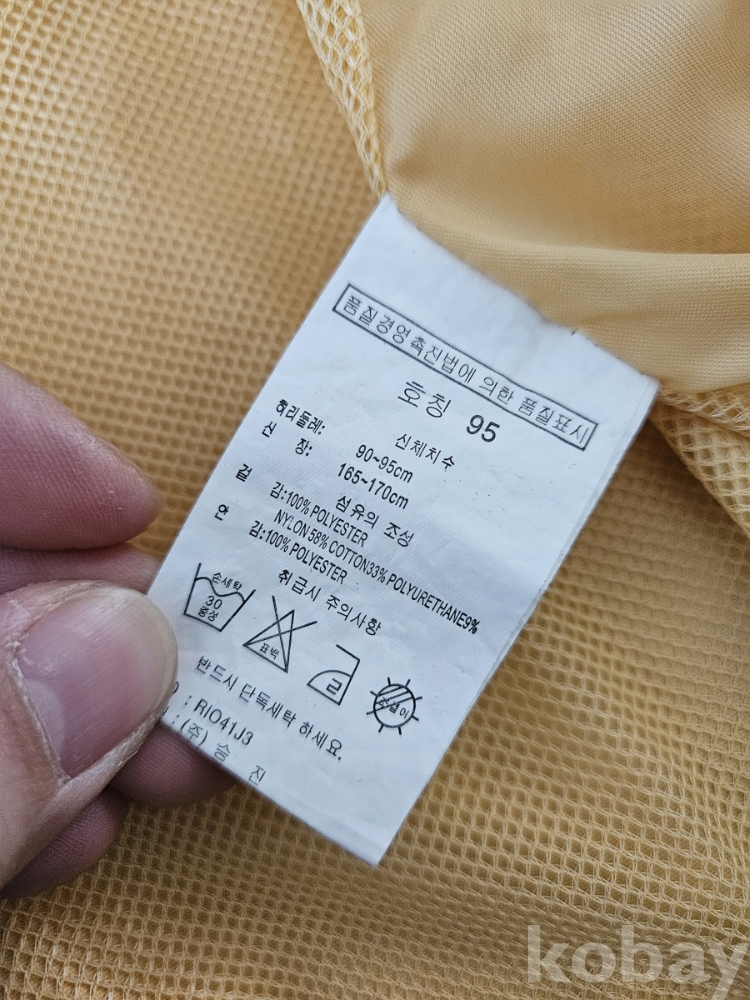 품질경영촉진법에 의한 품질표시
호칭 95
신체치수
허리둘레: 90~95cm
신 장: 165~170cm
섬유의 조성
겉 감:100% POLYESTER
NYLON 58% COTTON33% POLYURETHANE9%
안 감:100% POLYESTER
취급시 주의사항
손세탁
30
중성
표백
반드시 단독세탁 하세요.
: RIO41J3
: (주) 승 진
kobay